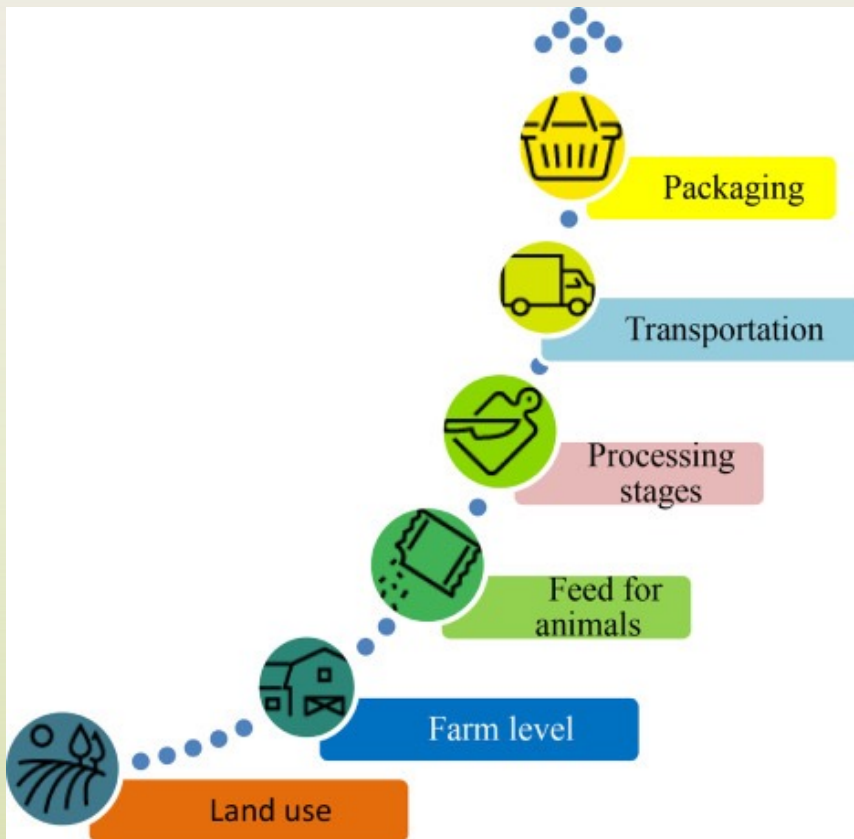 Packaging
Transportation
Processing
stages
Feed for
animals
Farm level
Land use